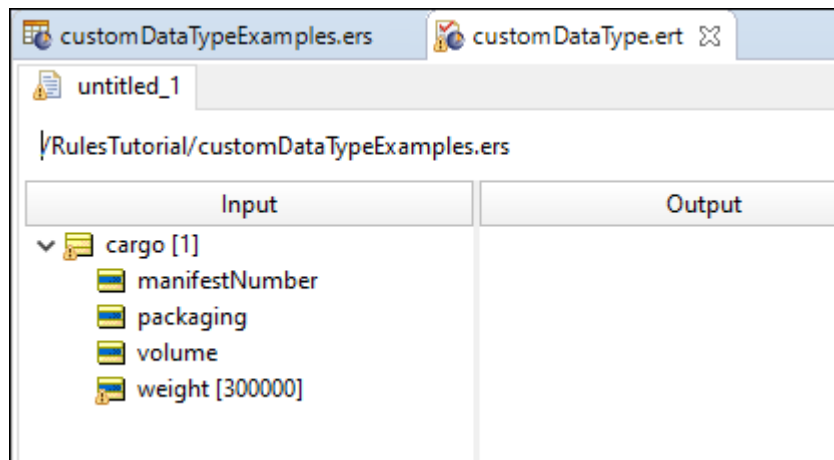 customDataTypeExamples.ers customDataType.ert
untitled_1
/RulesTutorial/customDataTypeExamples.ers
Input Output
cargo [1]
manifestNumber
packaging
volume
weight [300000]